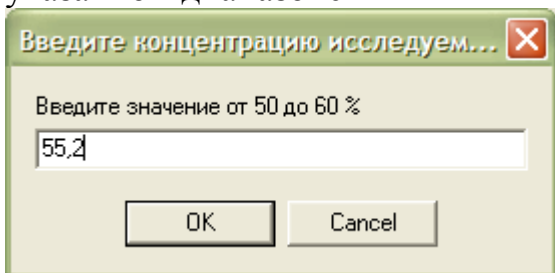 Введите концентрацию исследуем...
Введите значение от 50 до 60 %
55,2
OK
Cancel